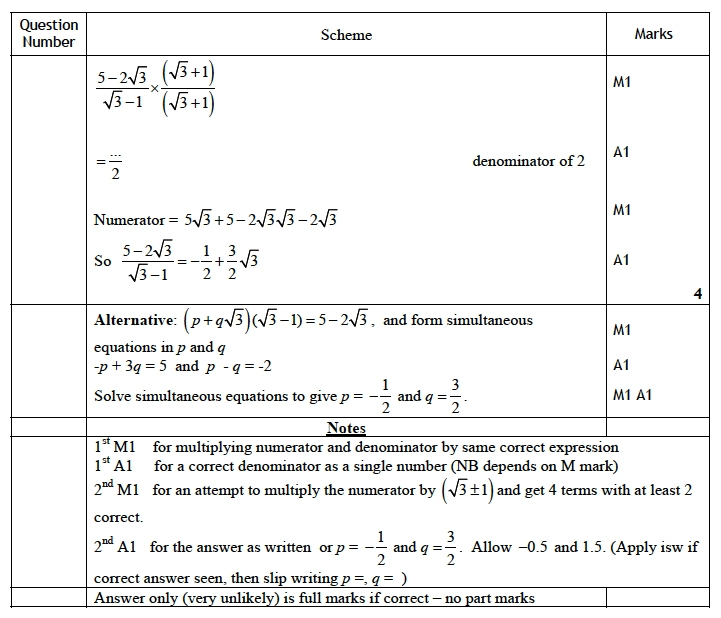 Question Number Scheme Marks
(5−2√3)/(√3−1) × (√3+1)/(√3+1) M1
= .../2 denominator of 2 A1
Numerator = 5√3+5−2√3√3−2√3 M1
So (5−2√3)/(√3−1) = −1/2 + 3/2 √3 A1
4
Alternative: (p+q√3)(√3−1) = 5−2√3 , and form simultaneous M1
equations in p and q
-p + 3q = 5 and p - q = -2 A1
Solve simultaneous equations to give p = −1/2 and q = 3/2. M1 A1
Notes
1st M1 for multiplying numerator and denominator by same correct expression
1st A1 for a correct denominator as a single number (NB depends on M mark)
2nd M1 for an attempt to multiply the numerator by (√3±1) and get 4 terms with at least 2
correct.
2nd A1 for the answer as written or p = −1/2 and q = 3/2. Allow −0.5 and 1.5. (Apply isw if
correct answer seen, then slip writing p =, q = )
Answer only (very unlikely) is full marks if correct – no part marks